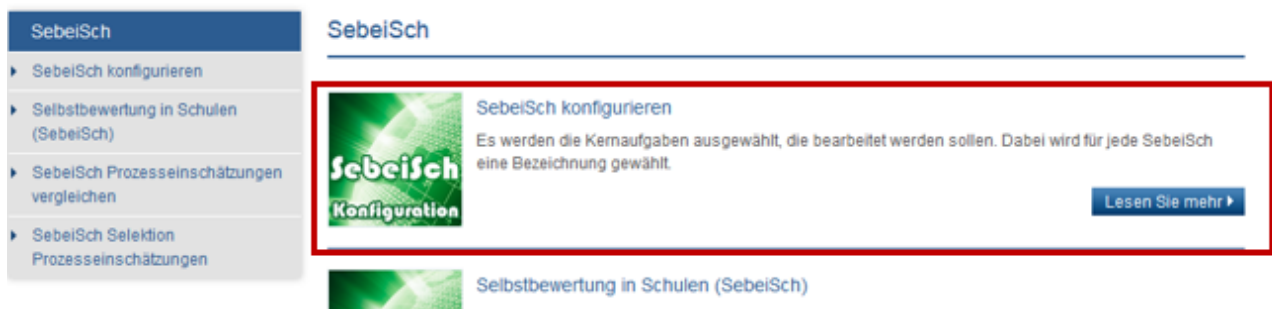 SebeiSch
SebeiSch konfigurieren
Selbstbewertung in Schulen
(SebeiSch)
SebeiSch Prozesseinschätzungen
vergleichen
SebeiSch Selektion
Prozesseinschätzungen
SebeiSch
SebeiSch
Konfiguration
SebeiSch konfigurieren
Es werden die Kernaufgaben ausgewählt, die bearbeitet werden sollen. Dabei wird für jede SebeiSch
eine Bezeichnung gewählt.
Lesen Sie mehr
Selbstbewertung in Schulen (SebeiSch)